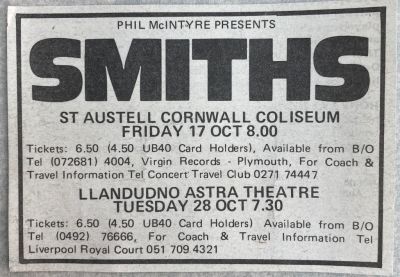 PHIL McINTYRE PRESENTS
SMITHS
ST AUSTELL CORNWALL COLISEUM
FRIDAY 17 OCT 8.00
Tickets: 6.50 (4.50 UB40 Card Holders), Available from B/O
Tel (072681) 4004, Virgin Records - Plymouth, For Coach &
Travel Information Tel Concert Travel Club 0271 74447
LLANDUDNO ASTRA THEATRE
TUESDAY 28 OCT 7.30
Tickets: 6.50 (4.50 UB40 Card Holders) Available from B/O
Tel (0492) 76666, For Coach & Travel Information Tel
Liverpool Royal Court 051 709 4321